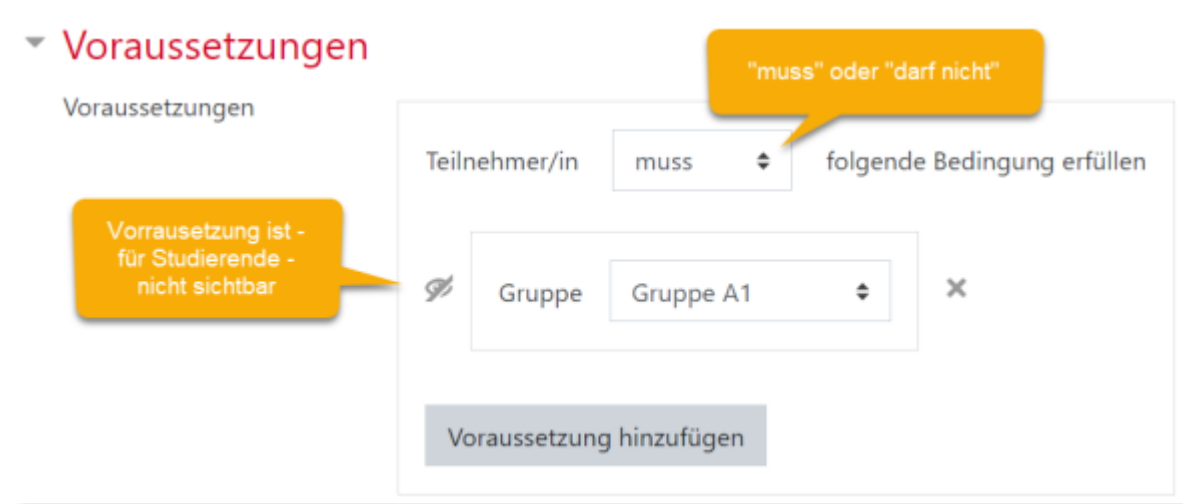 Voraussetzungen
"muss" oder "darf nicht"
Voraussetzungen
Teilnehmer/in muss folgende Bedingung erfüllen
Vorrausetzung ist -
für Studierende -
nicht sichtbar
Gruppe Gruppe A1
Voraussetzung hinzufügen